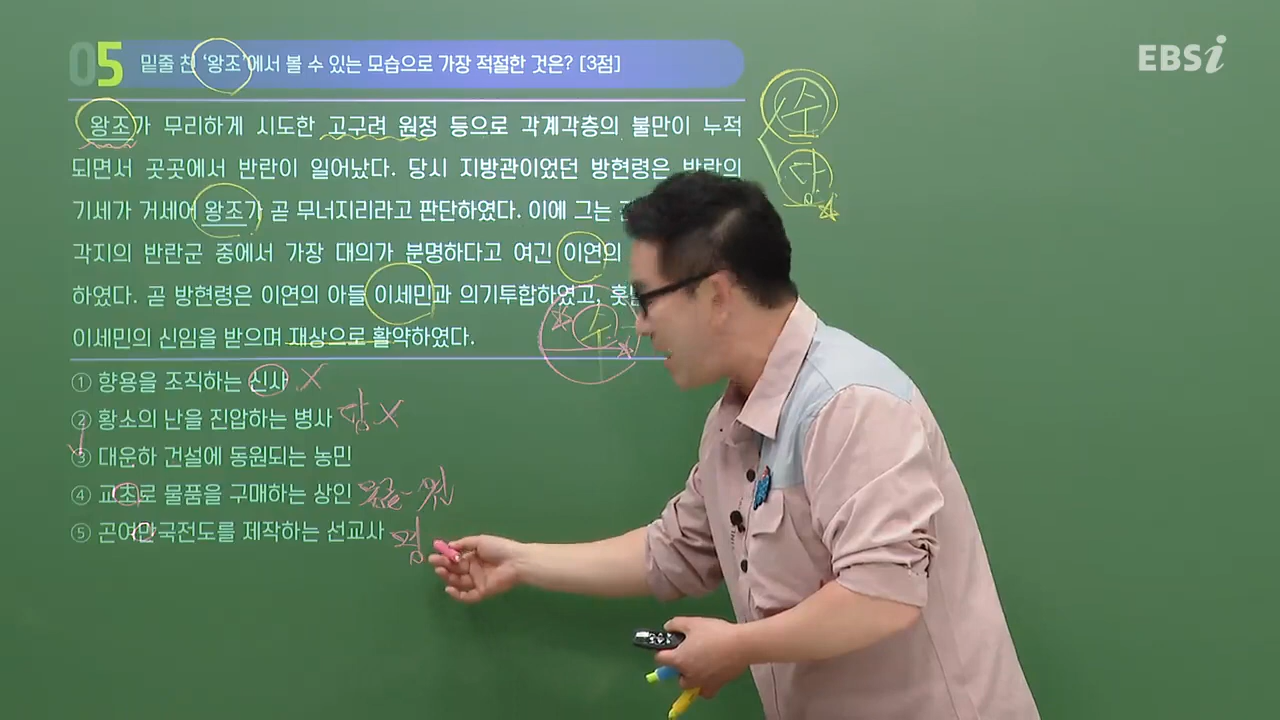 EBSi
05 밑줄 친 ‘왕조’에서 볼 수 있는 모습으로 가장 적절한 것은? [3점]
왕조가 무리하게 시도한 고구려 원정 등으로 각계각층의 불만이 누적
되면서 곳곳에서 반란이 일어났다. 당시 지방관이었던 방현령은 반란의
기세가 거세어 왕조가 곧 무너지리라고 판단하였다. 이에 그는
각지의 반란군 중에서 가장 대의가 분명하다고 여긴 이연의
하였다. 곧 방현령은 이연의 아들 이세민과 의기투합하였고,
이세민의 신임을 받으며 재상으로 활약하였다.
① 향용을 조직하는 신사 X
② 황소의 난을 진압하는 병사 당 X
③ 대운하 건설에 동원되는 농민
④ 교초로 물품을 구매하는 상인
⑤ 곤여만국전도를 제작하는 선교사 명
수
당
수